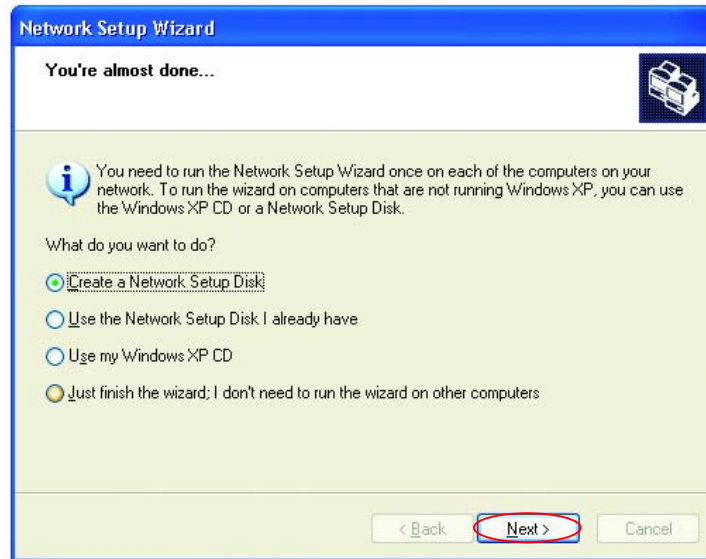 Network Setup Wizard
You're almost done...
You need to run the Network Setup Wizard once on each of the computers on your
network. To run the wizard on computers that are not running Windows XP, you can use
the Windows XP CD or a Network Setup Disk.
What do you want to do?
Create a Network Setup Disk
Use the Network Setup Disk I already have
Use my Windows XP CD
Just finish the wizard; I don't need to run the wizard on other computers
< Back Next > Cancel